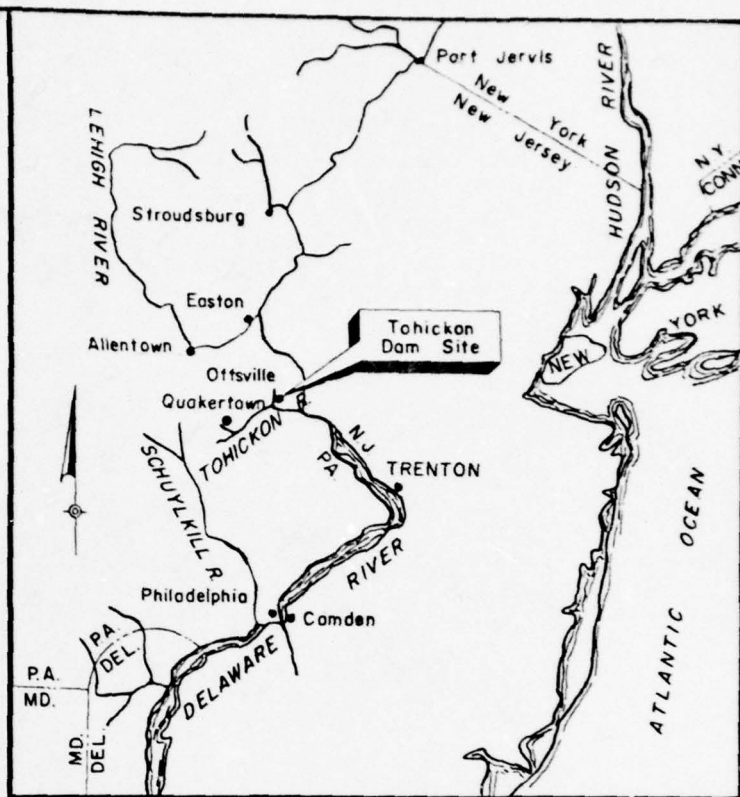 Port Jervis
New York
New Jersey
HUDSON RIVER
N.Y.
CONN
LEHIGH RIVER
Stroudsburg
Easton
Allentown
Tohickon
Dam Site
NEW YORK
Ottsville
Quakertown
TOHICKON
N.J.
PA
TRENTON
SCHUYLKILL R.
RIVER
Philadelphia
Camden
DELAWARE
PA.
DEL.
P.A.
MD.
MD.
DEL.
ATLANTIC OCEAN